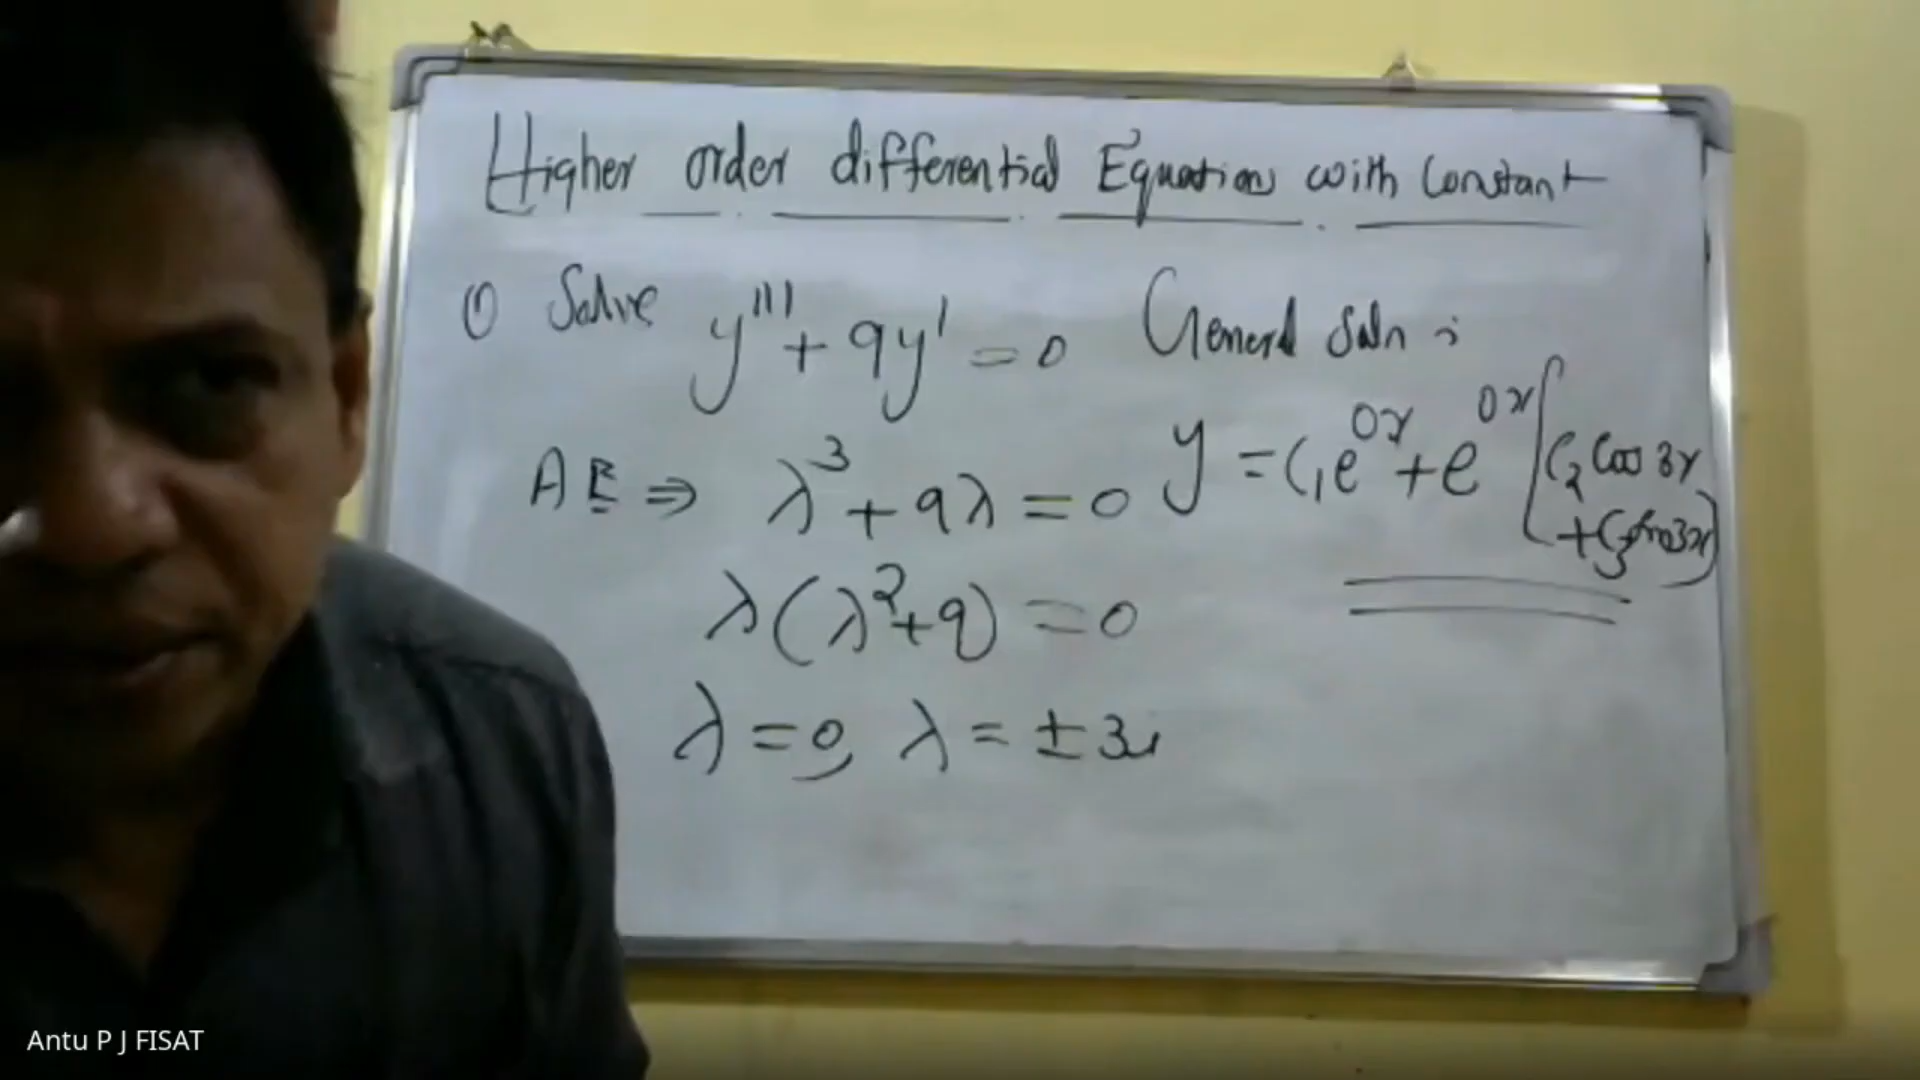 Higher order differential Equations with Constant
① Solve y''' + 9y' = 0
AE ⇒ λ³ + 9λ = 0
λ(λ²+9) = 0
λ = 0, λ = ±3i
General Soln :
y = C₁e⁰ˣ + e⁰ˣ[C₂ Cos 3x
+ C₃ Sin 3x]
Antu P J FISAT